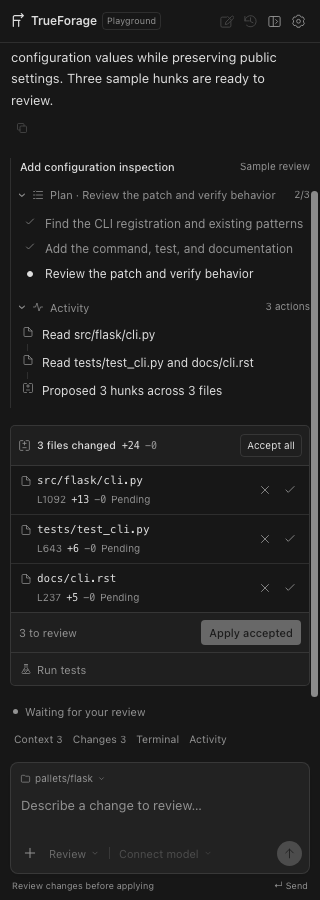 TrueForage Playground
configuration values while preserving public
settings. Three sample hunks are ready to
review.
Add configuration inspection Sample review
Plan · Review the patch and verify behavior 2/3
Find the CLI registration and existing patterns
Add the command, test, and documentation
Review the patch and verify behavior
Activity 3 actions
Read src/flask/cli.py
Read tests/test_cli.py and docs/cli.rst
Proposed 3 hunks across 3 files
3 files changed +24 −0 Accept all
src/flask/cli.py
L1092 +13 −0 Pending
tests/test_cli.py
L643 +6 −0 Pending
docs/cli.rst
L237 +5 −0 Pending
3 to review Apply accepted
Run tests
Waiting for your review
Context 3 Changes 3 Terminal Activity
pallets/flask
Describe a change to review...
Review Connect model
Review changes before applying Send